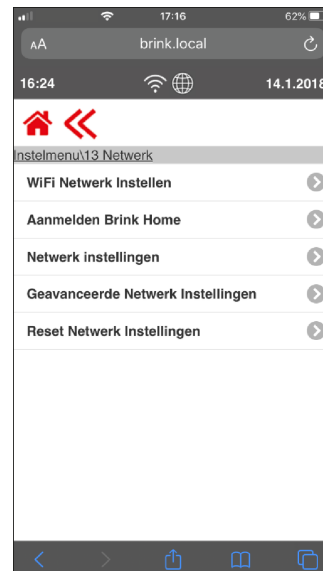 17:16
62%
AA
brink.local
16:24
14.1.2018
Instelmenu\13 Netwerk
WiFi Netwerk Instellen
Aanmelden Brink Home
Netwerk instellingen
Geavanceerde Netwerk Instellingen
Reset Netwerk Instellingen